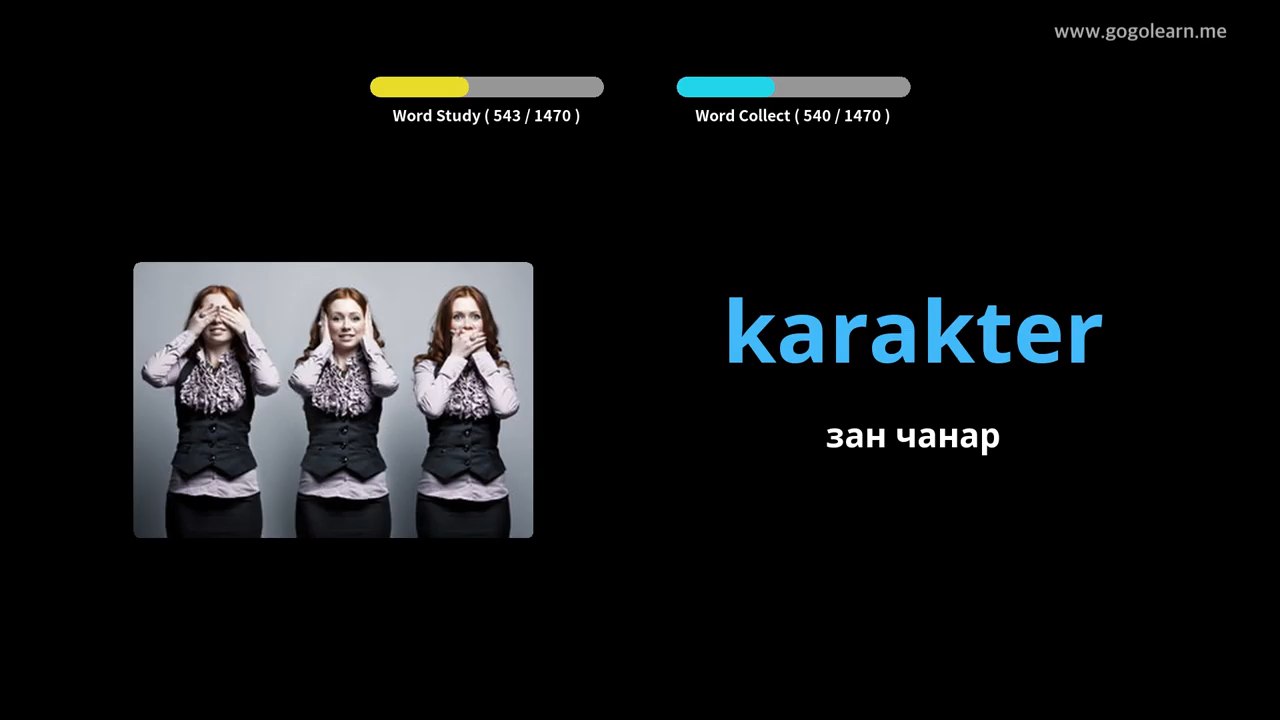 www.gogolearn.me
Word Study ( 543 / 1470 )
Word Collect ( 540 / 1470 )
karakter
зан чанар